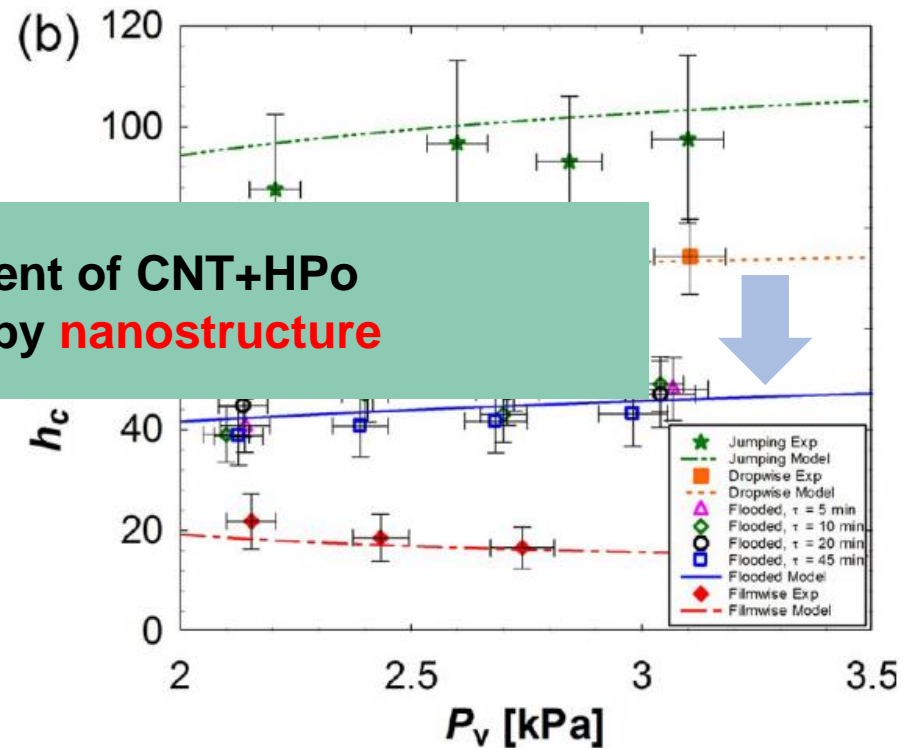 (b)
120
100
ent of CNT+HPo
by nanostructure
40
20
0
h_c
2
2.5
3
3.5
P_v [kPa]
Jumping Exp
Jumping Model
Dropwise Exp
Dropwise Model
Flooded, τ = 5 min
Flooded, τ = 10 min
Flooded, τ = 20 min
Flooded, τ = 45 min
Flooded Model
Filmwise Exp
Filmwise Model